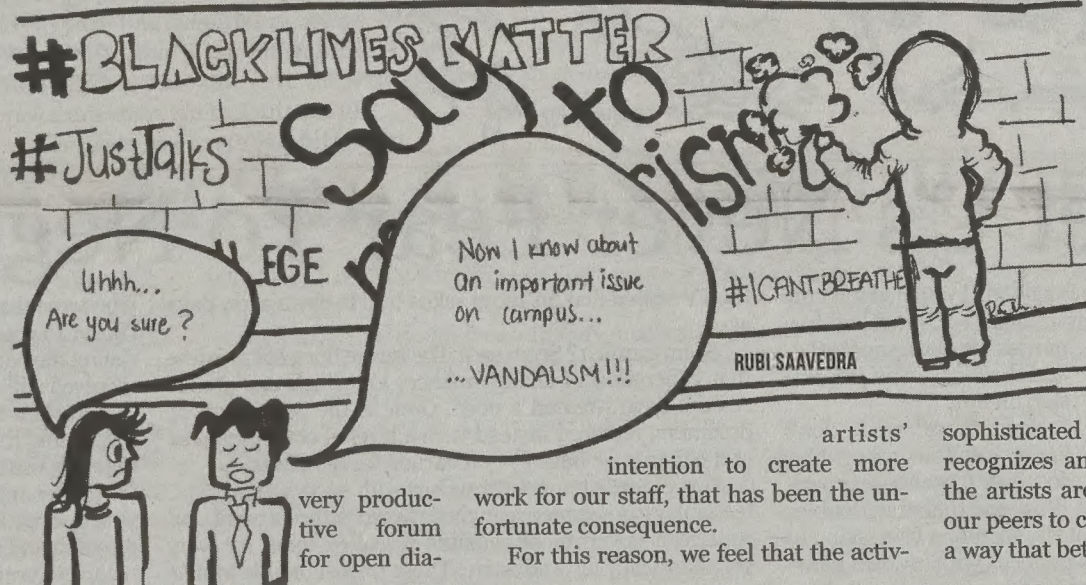 #BLACKLIVES MATTER
#JustTalks
Say
to
ism
LEGE
Uhhh...
Are you sure?
Now I know about
an important issue
on campus...
...VANDALISM!!!
#ICANTBREATHE
RUBI SAAVEDRA
very produc-
tive forum
for open dia-
artists'
intention to create more
work for our staff, that has been the un-
fortunate consequence.
For this reason, we feel that the activ-
sophisticated
recognizes an
the artists are
our peers to c
a way that bet